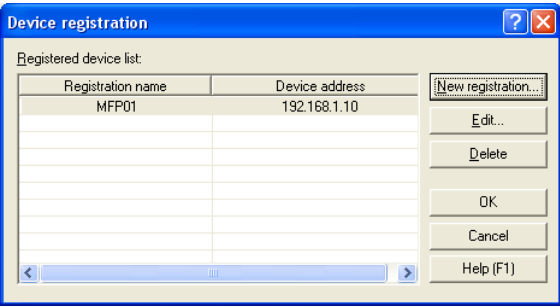 Device registration
Registered device list:
Registration name Device address
MFP01 192.168.1.10
New registration...
Edit...
Delete
OK
Cancel
Help (F1)